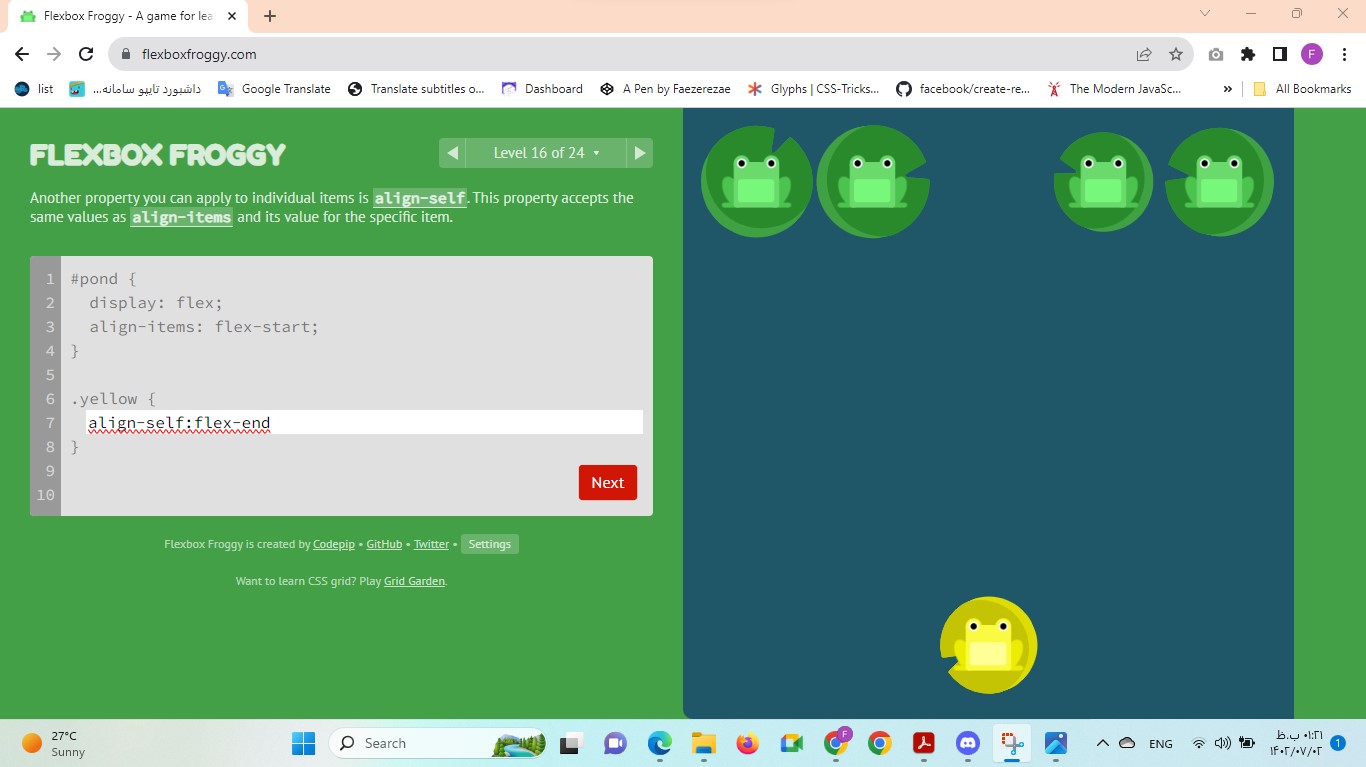 Flexbox Froggy - A game for lea
flexboxfroggy.com
F
list
داشبورد تایپو سامانه...
Google Translate
Translate subtitles o...
Dashboard
A Pen by Faezerezae
Glyphs | CSS-Tricks...
facebook/create-re...
The Modern JavaSc...
»
All Bookmarks
FLEXBOX FROGGY
Level 16 of 24
Another property you can apply to individual items is align-self. This property accepts the
same values as align-items and its value for the specific item.
1 #pond {
2 display: flex;
3 align-items: flex-start;
4 }
5
6 .yellow {
7 align-self:flex-end
8 }
9
10
Next
Flexbox Froggy is created by Codepip • GitHub • Twitter • Settings
Want to learn CSS grid? Play Grid Garden.
27°C
Sunny
Search
F
ENG
۰۱:۲۱ ب.ظ
۱۴۰۲/۰۷/۰۲
1